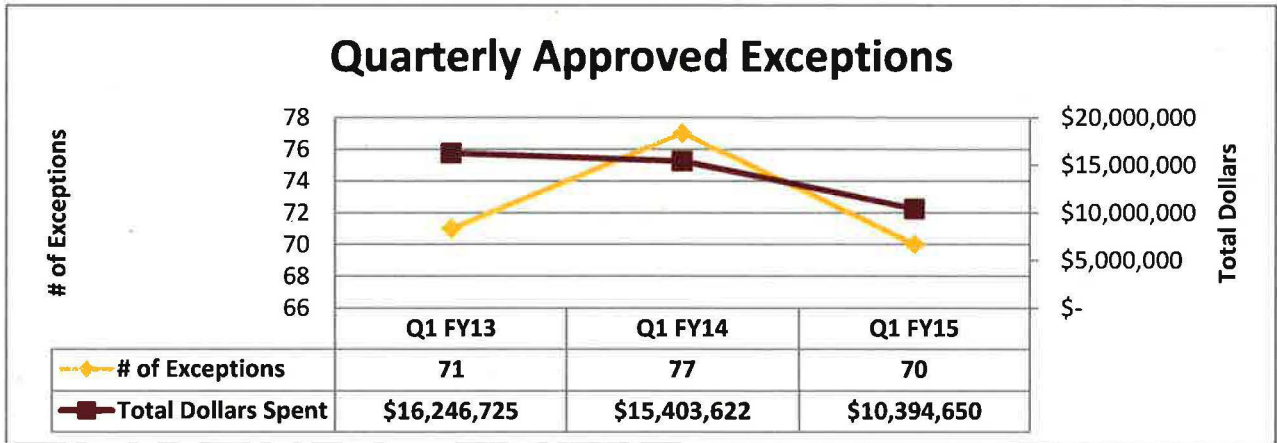 Quarterly Approved Exceptions
# of Exceptions
78
76
74
72
70
68
66
$20,000,000
$15,000,000
$10,000,000
$5,000,000
$-
Total Dollars
Q1 FY13 Q1 FY14 Q1 FY15
# of Exceptions 71 77 70
Total Dollars Spent $16,246,725 $15,403,622 $10,394,650